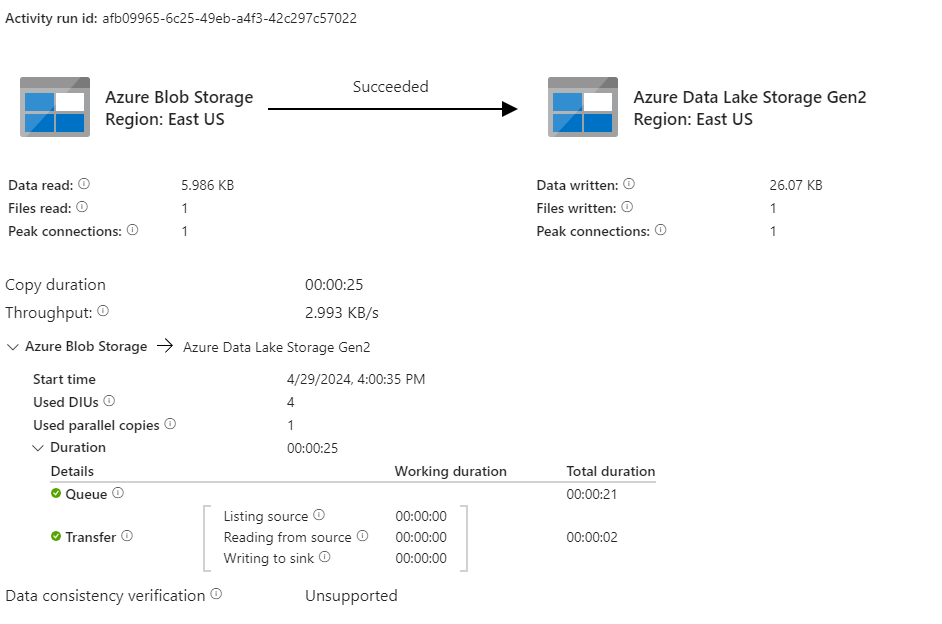 Activity run id: afb09965-6c25-49eb-a4f3-42c297c57022
Succeeded
Azure Blob Storage
Region: East US
Azure Data Lake Storage Gen2
Region: East US
Data read: 5.986 KB
Files read: 1
Peak connections: 1
Data written: 26.07 KB
Files written: 1
Peak connections: 1
Copy duration 00:00:25
Throughput: 2.993 KB/s
Azure Blob Storage → Azure Data Lake Storage Gen2
Start time 4/29/2024, 4:00:35 PM
Used DIUs 4
Used parallel copies 1
Duration 00:00:25
Details Working duration Total duration
Queue 00:00:21
Listing source 00:00:00
Transfer Reading from source 00:00:00 00:00:02
Writing to sink 00:00:00
Data consistency verification Unsupported